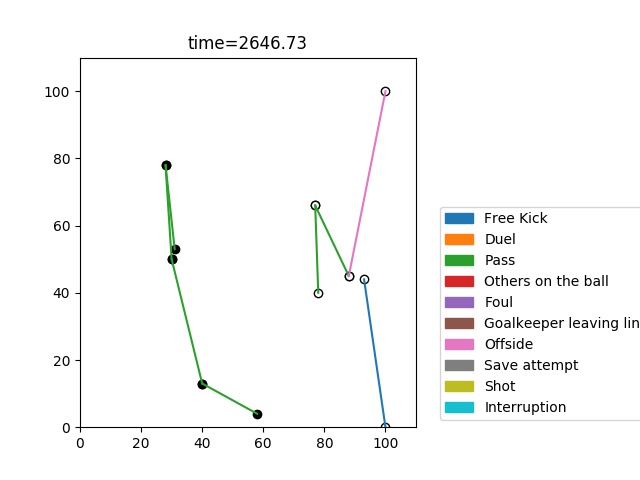 time=2646.73
100
80
60
40
20
0
0 20 40 60 80 100
Free Kick
Duel
Pass
Others on the ball
Foul
Goalkeeper leaving lin
Offside
Save attempt
Shot
Interruption